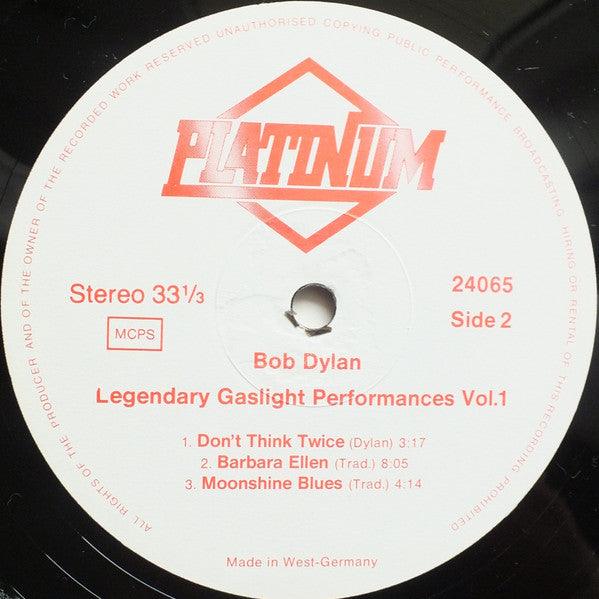 ALL RIGHTS OF THE PRODUCER AND OF THE OWNER OF THE RECORDED WORK RESERVED UNAUTHORISED COPYING PUBLIC PERFORMANCE BROADCASTING HIRING OR RENTAL OF THIS RECORDING PROHIBITED
PLATINUM
Stereo 33 1/3
MCPS
24065
Side 2
Bob Dylan
Legendary Gaslight Performances Vol.1
1. Don't Think Twice (Dylan) 3:17
2. Barbara Ellen (Trad.) 8:05
3. Moonshine Blues (Trad.) 4:14
Made in West-Germany